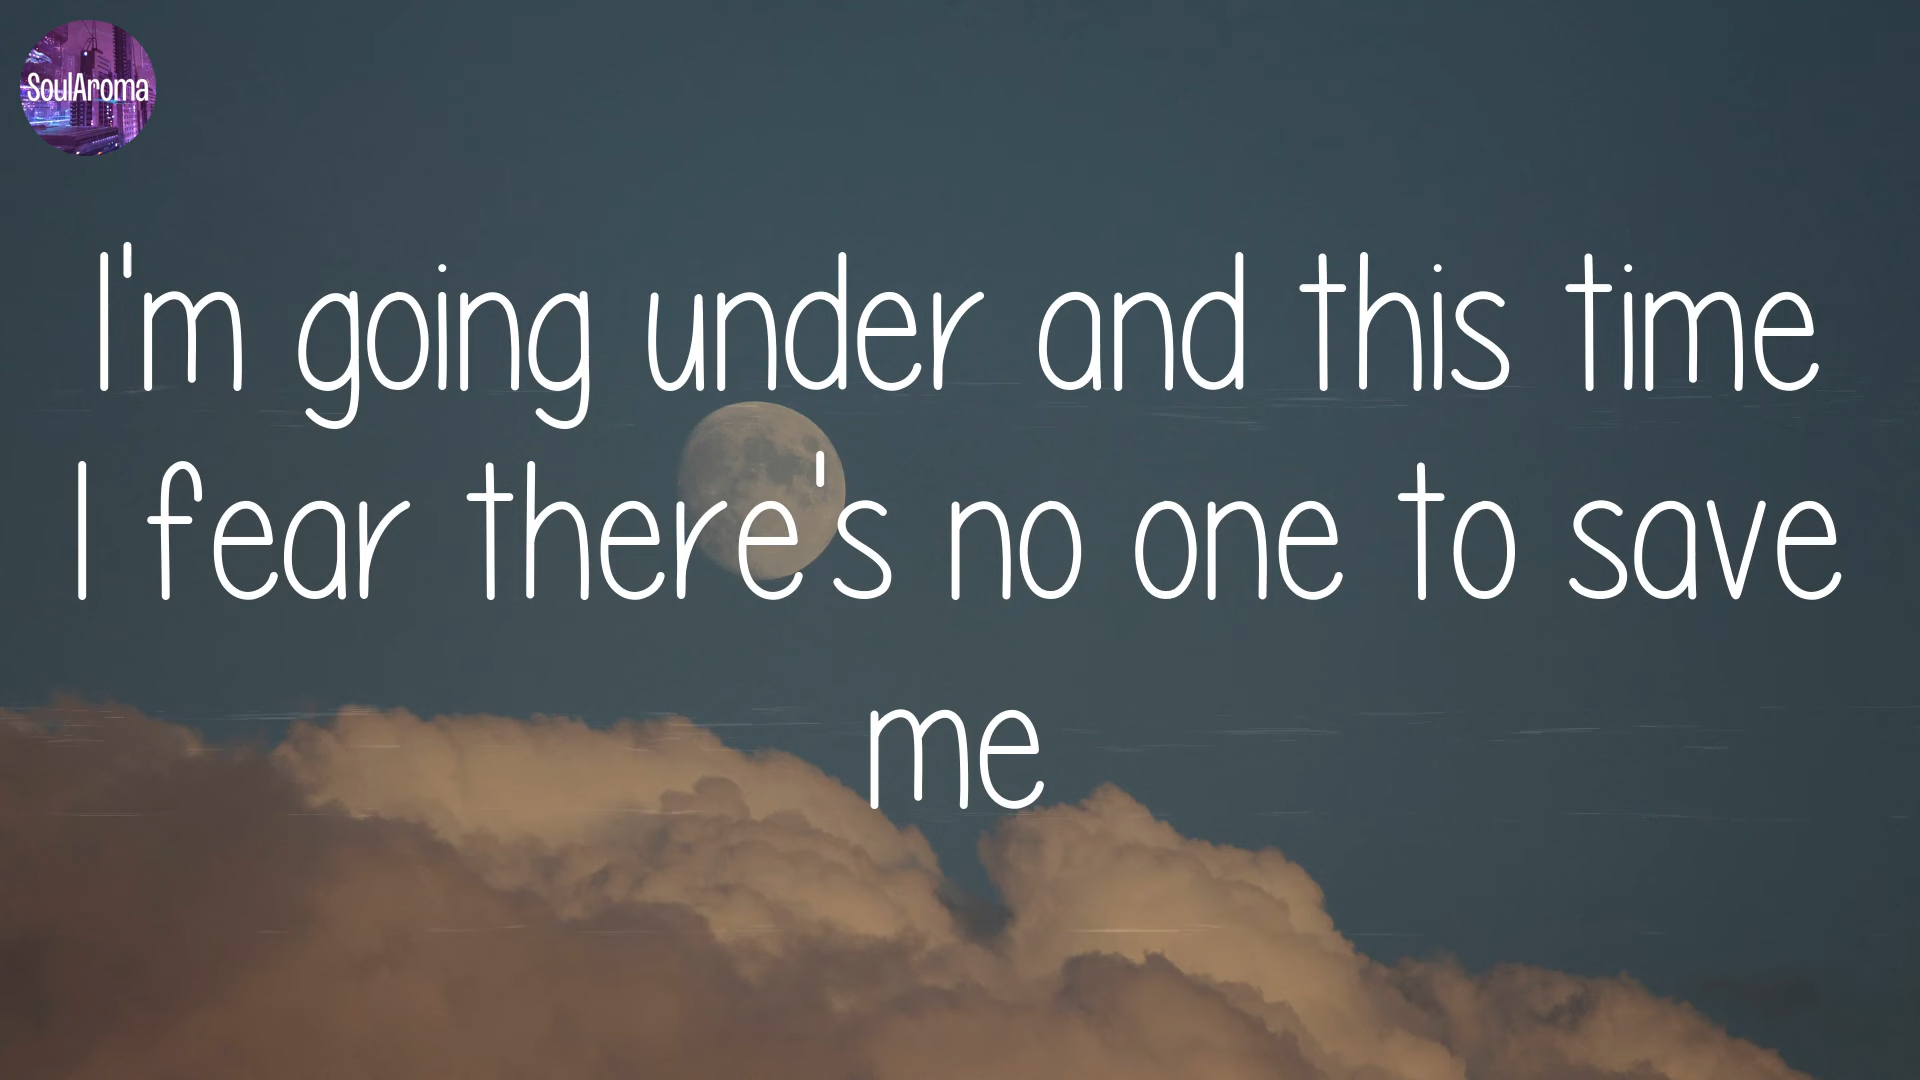 SoulAroma
I'm going under and this time
I fear there's no one to save
me